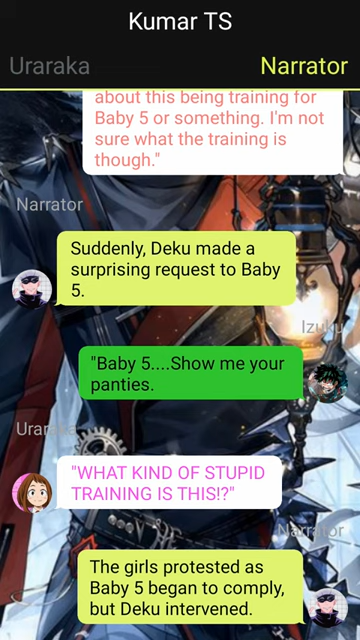 Kumar TS
Uraraka
Narrator
about this being training for
Baby 5 or something. I'm not
sure what the training is
though."
Narrator
Suddenly, Deku made a
surprising request to Baby
5.
Izuku
"Baby 5....Show me your
panties.
Uraraka
"WHAT KIND OF STUPID
TRAINING IS THIS!?"
Narrator
The girls protested as
Baby 5 began to comply,
but Deku intervened.